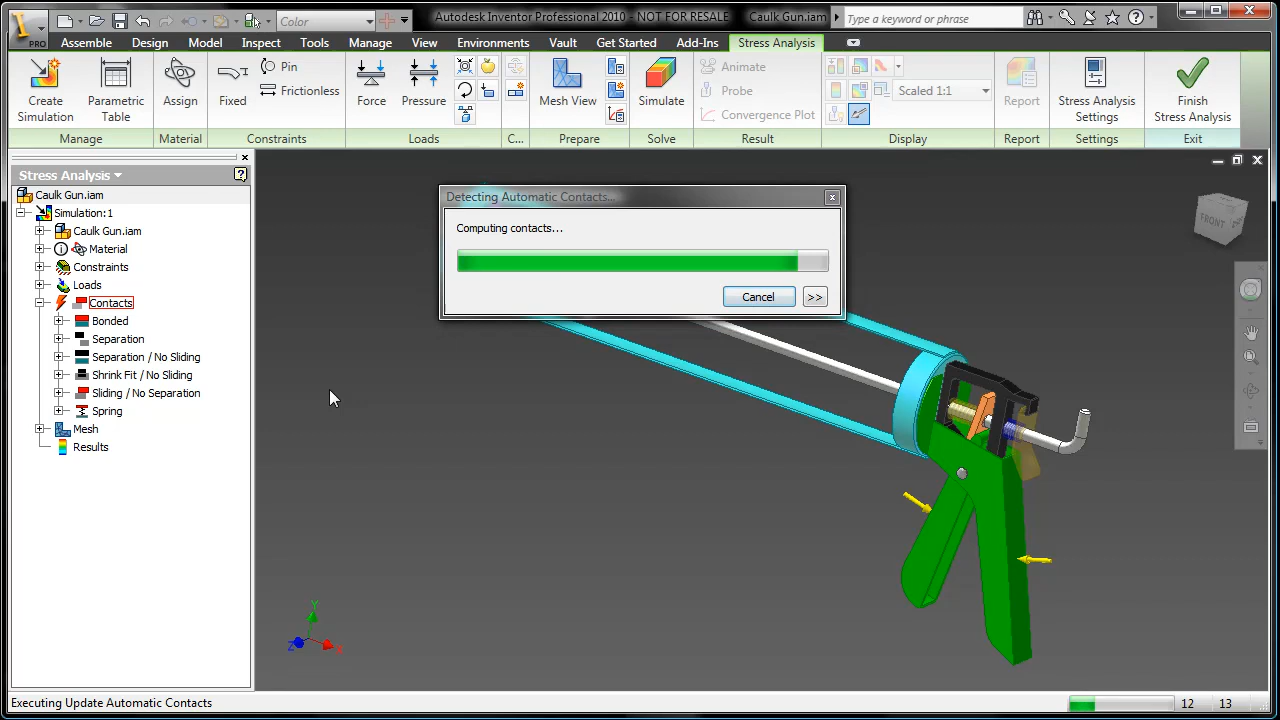 Color
Autodesk Inventor Professional 2010 - NOT FOR RESALE Caulk Gun.iam
Type a keyword or phrase
PRO
Assemble Design Model Inspect Tools Manage View Environments Vault Get Started Add-Ins Stress Analysis
Create Simulation
Parametric Table
Assign
Fixed
Pin
Frictionless
Force
Pressure
Mesh View
Simulate
Animate
Probe
Convergence Plot
Scaled 1:1
Report
Stress Analysis Settings
Finish Stress Analysis
Manage Material Constraints Loads C... Prepare Solve Result Display Report Settings Exit
Stress Analysis
Caulk Gun.iam
Simulation:1
Caulk Gun.iam
Material
Constraints
Loads
Contacts
Bonded
Separation
Separation / No Sliding
Shrink Fit / No Sliding
Sliding / No Separation
Spring
Mesh
Results
Detecting Automatic Contacts...
Computing contacts...
Cancel >>
FRONT
Y
Z X
Executing Update Automatic Contacts
12 13